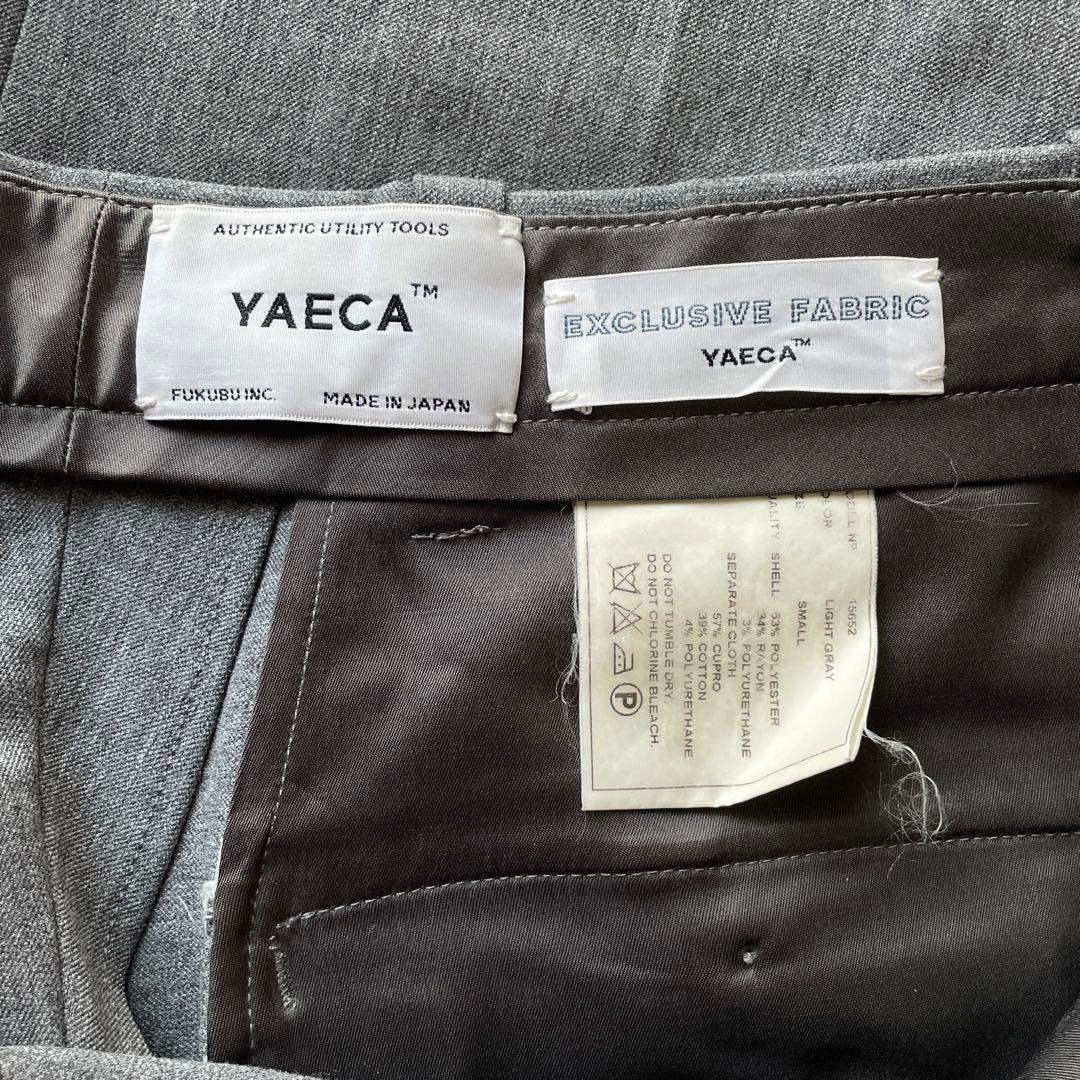 AUTHENTIC UTILITY TOOLS
YAECA™
FUKUBU INC. MADE IN JAPAN
EXCLUSIVE FABRIC
YAECA™
Nº 15652
LIGHT GRAY
SMALL
SHELL 63% POLYESTER
34% RAYON
3% POLYURETHANE
SEPARATE CLOTH
57% CUPRO
39% COTTON
4% POLYURETHANE
DO NOT TUMBLE DRY.
DO NOT CHLORINE BLEACH.
P